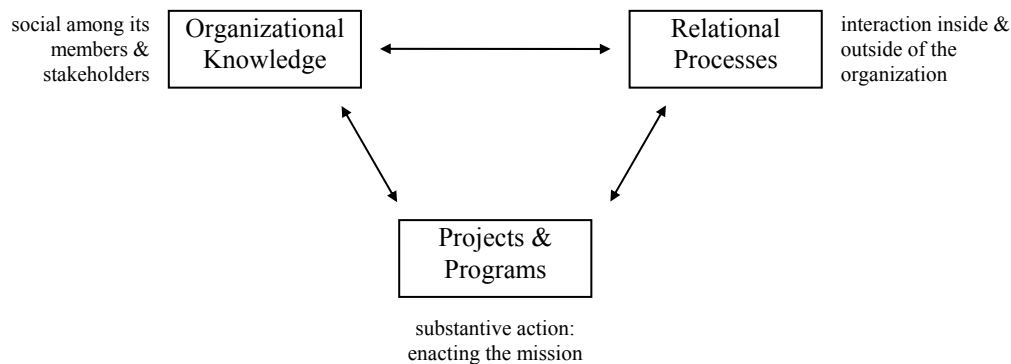 social among its
members &
stakeholders
Organizational
Knowledge
Relational
Processes
interaction inside &
outside of the
organization
Projects &
Programs
substantive action:
enacting the mission